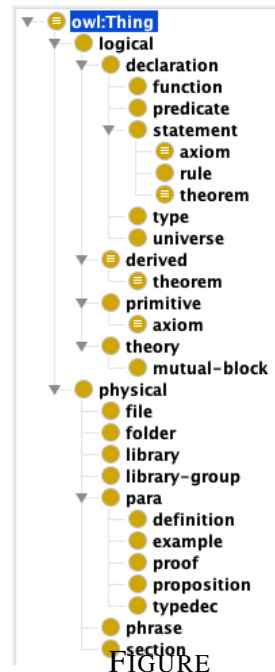 owl:Thing
logical
declaration
function
predicate
statement
axiom
rule
theorem
type
universe
derived
theorem
primitive
axiom
theory
mutual-block
physical
file
folder
library
library-group
para
definition
example
proof
proposition
typedec
phrase
section
FIGURE